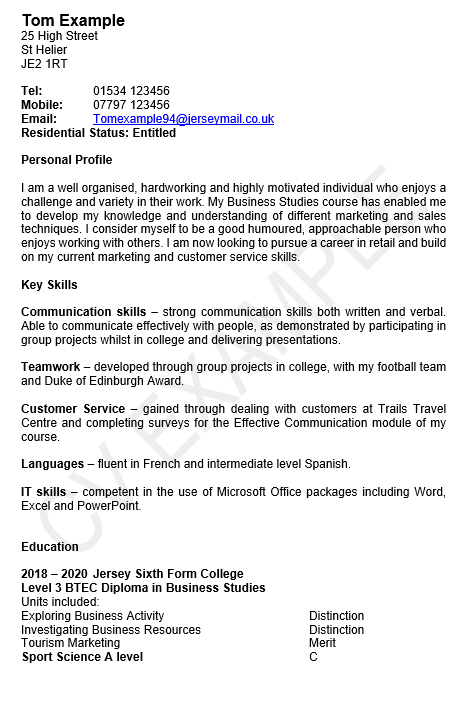 Tom Example
25 High Street
St Helier
JE2 1RT
Tel: 01534 123456
Mobile: 07797 123456
Email: Tomexample94@jerseymail.co.uk
Residential Status: Entitled
Personal Profile
I am a well organised, hardworking and highly motivated individual who enjoys a
challenge and variety in their work. My Business Studies course has enabled me
to develop my knowledge and understanding of different marketing and sales
techniques. I consider myself to be a good humoured, approachable person who
enjoys working with others. I am now looking to pursue a career in retail and build
on my current marketing and customer service skills.
Key Skills
Communication skills – strong communication skills both written and verbal.
Able to communicate effectively with people, as demonstrated by participating in
group projects whilst in college and delivering presentations.
Teamwork – developed through group projects in college, with my football team
and Duke of Edinburgh Award.
Customer Service – gained through dealing with customers at Trails Travel
Centre and completing surveys for the Effective Communication module of my
course.
Languages – fluent in French and intermediate level Spanish.
IT skills – competent in the use of Microsoft Office packages including Word,
Excel and PowerPoint.
Education
2018 – 2020 Jersey Sixth Form College
Level 3 BTEC Diploma in Business Studies
Units included:
Exploring Business Activity Distinction
Investigating Business Resources Distinction
Tourism Marketing Merit
Sport Science A level C
CV EXAMPLE